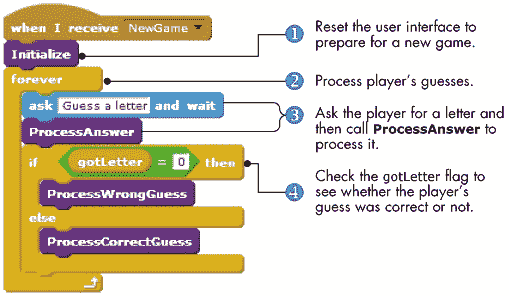 when I receive NewGame
Initialize
forever
ask Guess a letter and wait
ProcessAnswer
if gotLetter = 0 then
ProcessWrongGuess
else
ProcessCorrectGuess
1 Reset the user interface to
prepare for a new game.
2 Process player's guesses.
3 Ask the player for a letter and
then call ProcessAnswer to
process it.
4 Check the gotLetter flag to
see whether the player's
guess was correct or not.